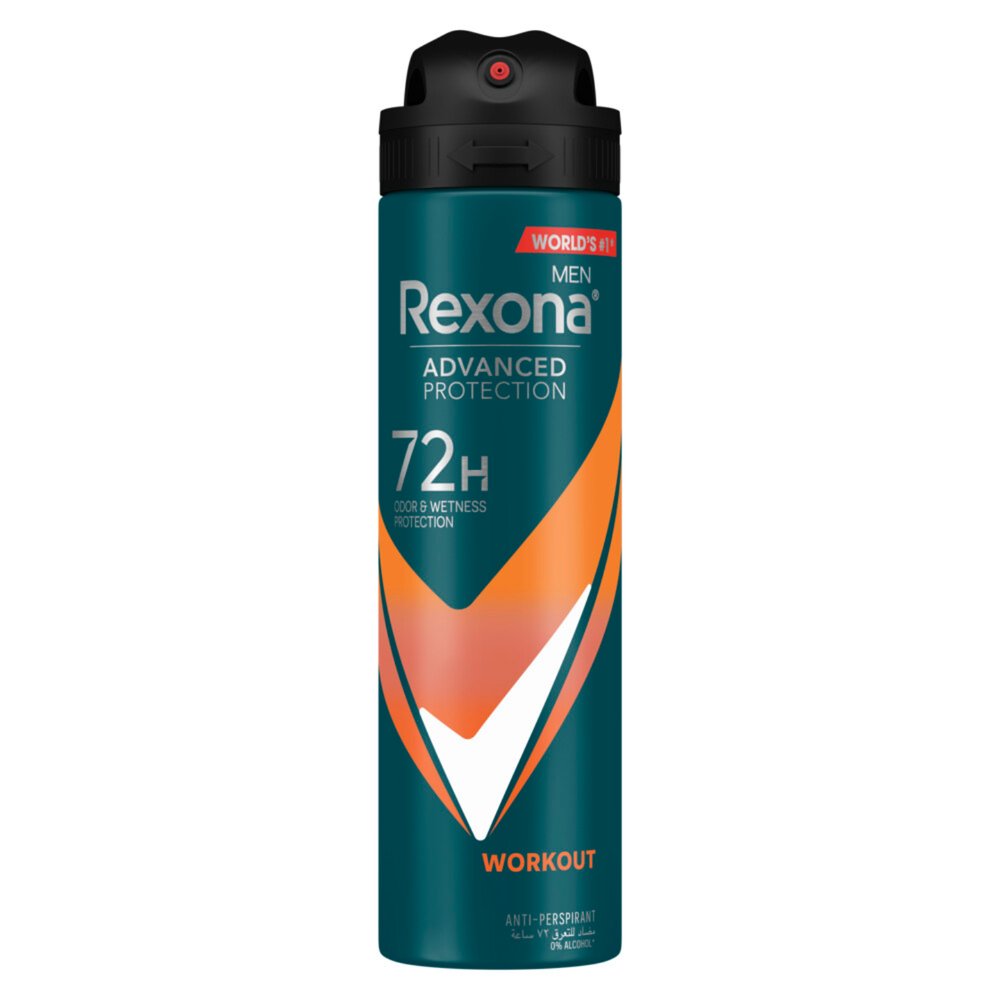 WORLD'S #1*
MEN
Rexona®
ADVANCED
PROTECTION
72H
ODOR & WETNESS
PROTECTION
WORKOUT
ANTI-PERSPIRANT
مضاد للتعرق ٧٢ ساعة
0% ALCOHOL*